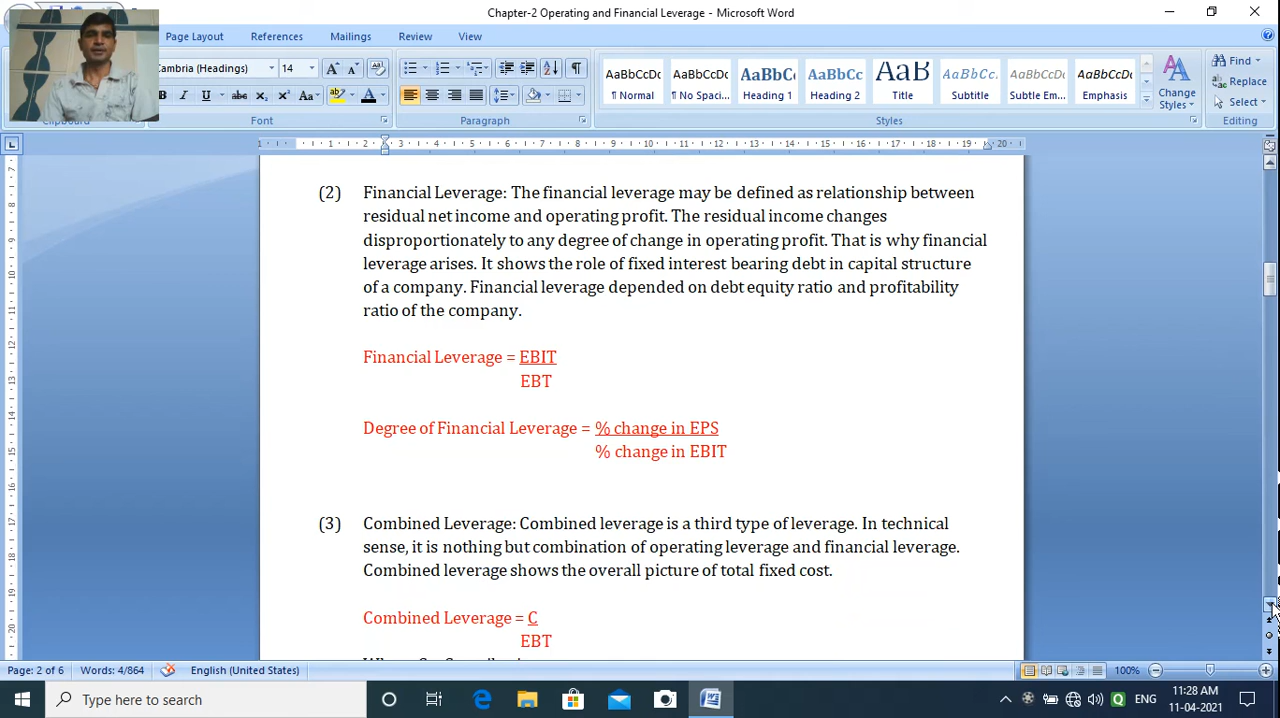 Chapter-2 Operating and Financial Leverage - Microsoft Word
Page Layout References Mailings Review View
Cambria (Headings) 14
AaBbCcDc AaBbCcDc AaBbC AaBbCc AaB AaBbCc. AaBbCcDc AaBbCcDc
¶ Normal ¶ No Spaci... Heading 1 Heading 2 Title Subtitle Subtle Em... Emphasis
Change Styles
Find
Replace
Select
Font Paragraph Styles Editing
(2) Financial Leverage: The financial leverage may be defined as relationship between
residual net income and operating profit. The residual income changes
disproportionately to any degree of change in operating profit. That is why financial
leverage arises. It shows the role of fixed interest bearing debt in capital structure
of a company. Financial leverage depended on debt equity ratio and profitability
ratio of the company.
Financial Leverage = EBIT
EBT
Degree of Financial Leverage = % change in EPS
% change in EBIT
(3) Combined Leverage: Combined leverage is a third type of leverage. In technical
sense, it is nothing but combination of operating leverage and financial leverage.
Combined leverage shows the overall picture of total fixed cost.
Combined Leverage = C
EBT
Page: 2 of 6 Words: 4/864 English (United States) 100%
Type here to search
ENG
11:28 AM
11-04-2021